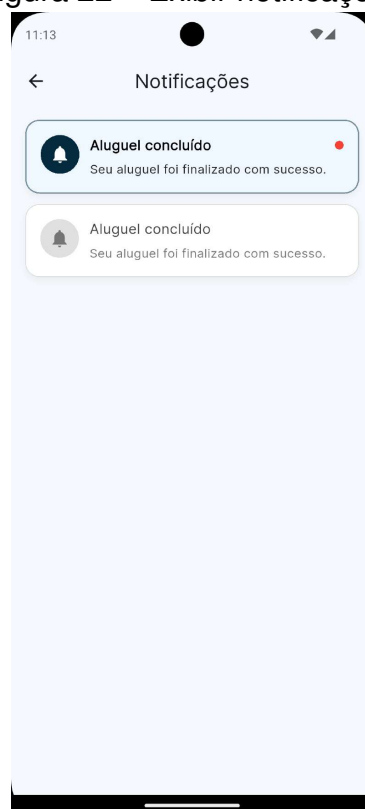 11:13
Notificações
Aluguel concluído
Seu aluguel foi finalizado com sucesso.
Aluguel concluído
Seu aluguel foi finalizado com sucesso.